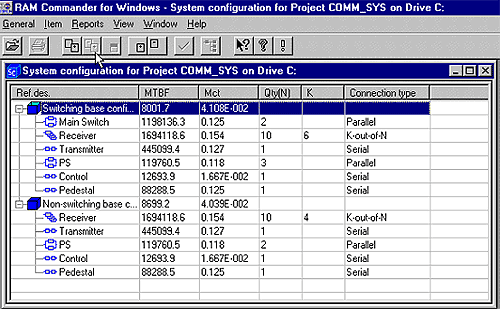 RAM Commander for Windows - System configuration for Project COMM_SYS on Drive C:
General Item Reports View Window Help
System configuration for Project COMM_SYS on Drive C:
Ref.des. MTBF Mct Qty(N) K Connection type
Switching base confi... 8001.7 4.108E-002
Main Switch 1198136.3 0.125 2 Parallel
Receiver 1694118.6 0.154 10 6 K-out-of-N
Transmitter 445099.4 0.127 1 Serial
PS 119760.5 0.118 3 Parallel
Control 12693.9 1.667E-002 1 Serial
Pedestal 88288.5 0.125 1 Serial
Non-switching base c... 8699.2 4.039E-002
Receiver 1694118.6 0.154 10 4 K-out-of-N
Transmitter 445099.4 0.127 1 Serial
PS 119760.5 0.118 2 Parallel
Control 12693.9 1.667E-002 1 Serial
Pedestal 88288.5 0.125 1 Serial